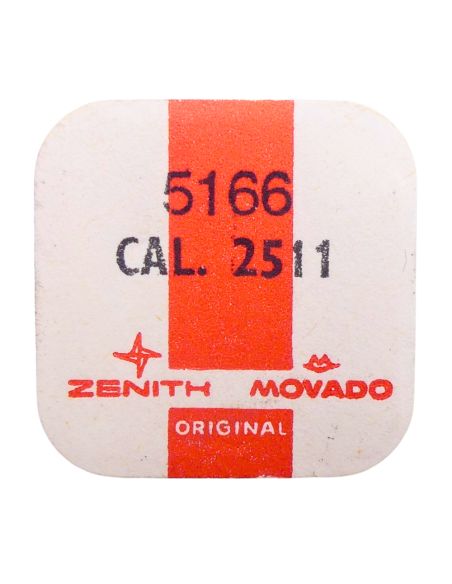 5166
CAL. 2511
ZENITH MOVADO
ORIGINAL